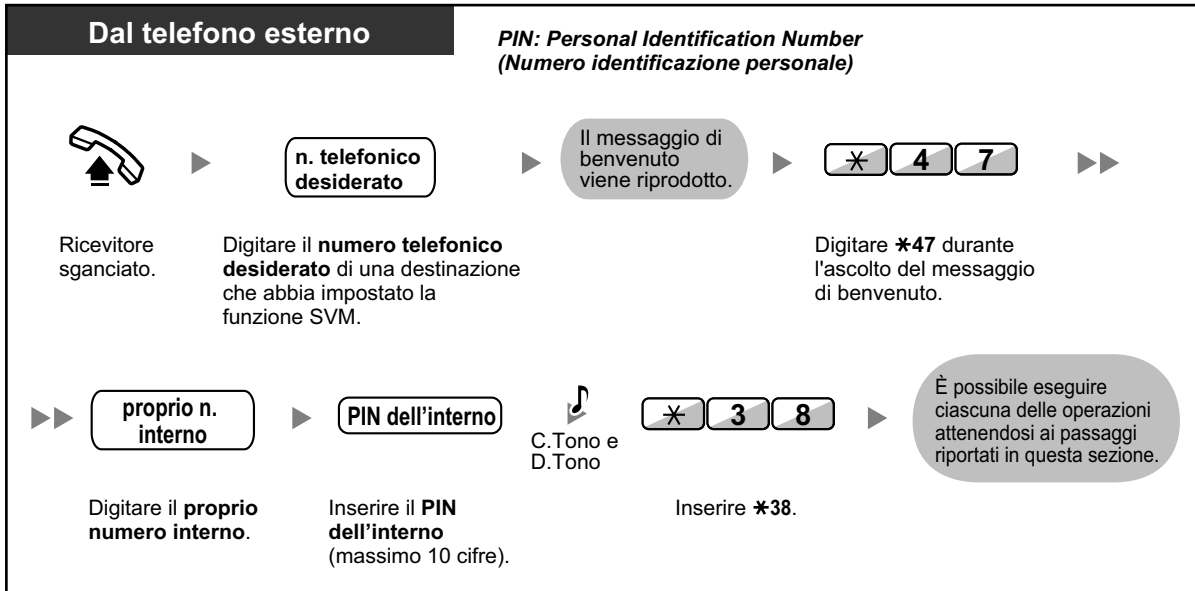 Dal telefono esterno
PIN: Personal Identification Number
(Numero identificazione personale)
n. telefonico
desiderato
Il messaggio di
benvenuto
viene riprodotto.
* 4 7
Ricevitore
sganciato.
Digitare il numero telefonico
desiderato di una destinazione
che abbia impostato la
funzione SVM.
Digitare *47 durante
l'ascolto del messaggio
di benvenuto.
proprio n.
interno
PIN dell'interno
C.Tono e
D.Tono
* 3 8
È possibile eseguire
ciascuna delle operazioni
attenendosi ai passaggi
riportati in questa sezione.
Digitare il proprio
numero interno.
Inserire il PIN
dell'interno
(massimo 10 cifre).
Inserire *38.